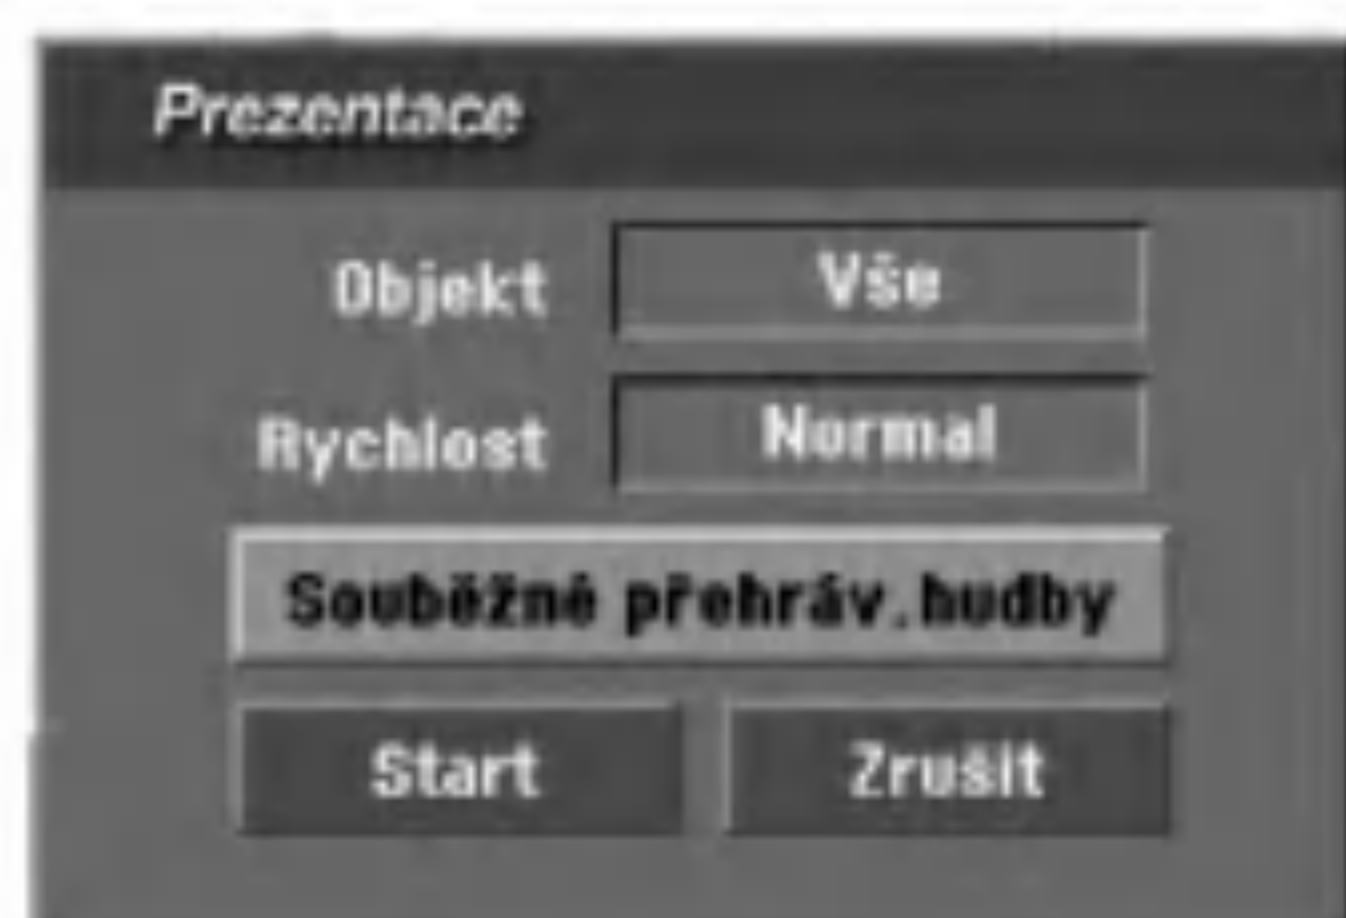 Prezentace
Objekt Vše
Rychlost Normal
Souběžné přehráv.hudby
Start Zrušit